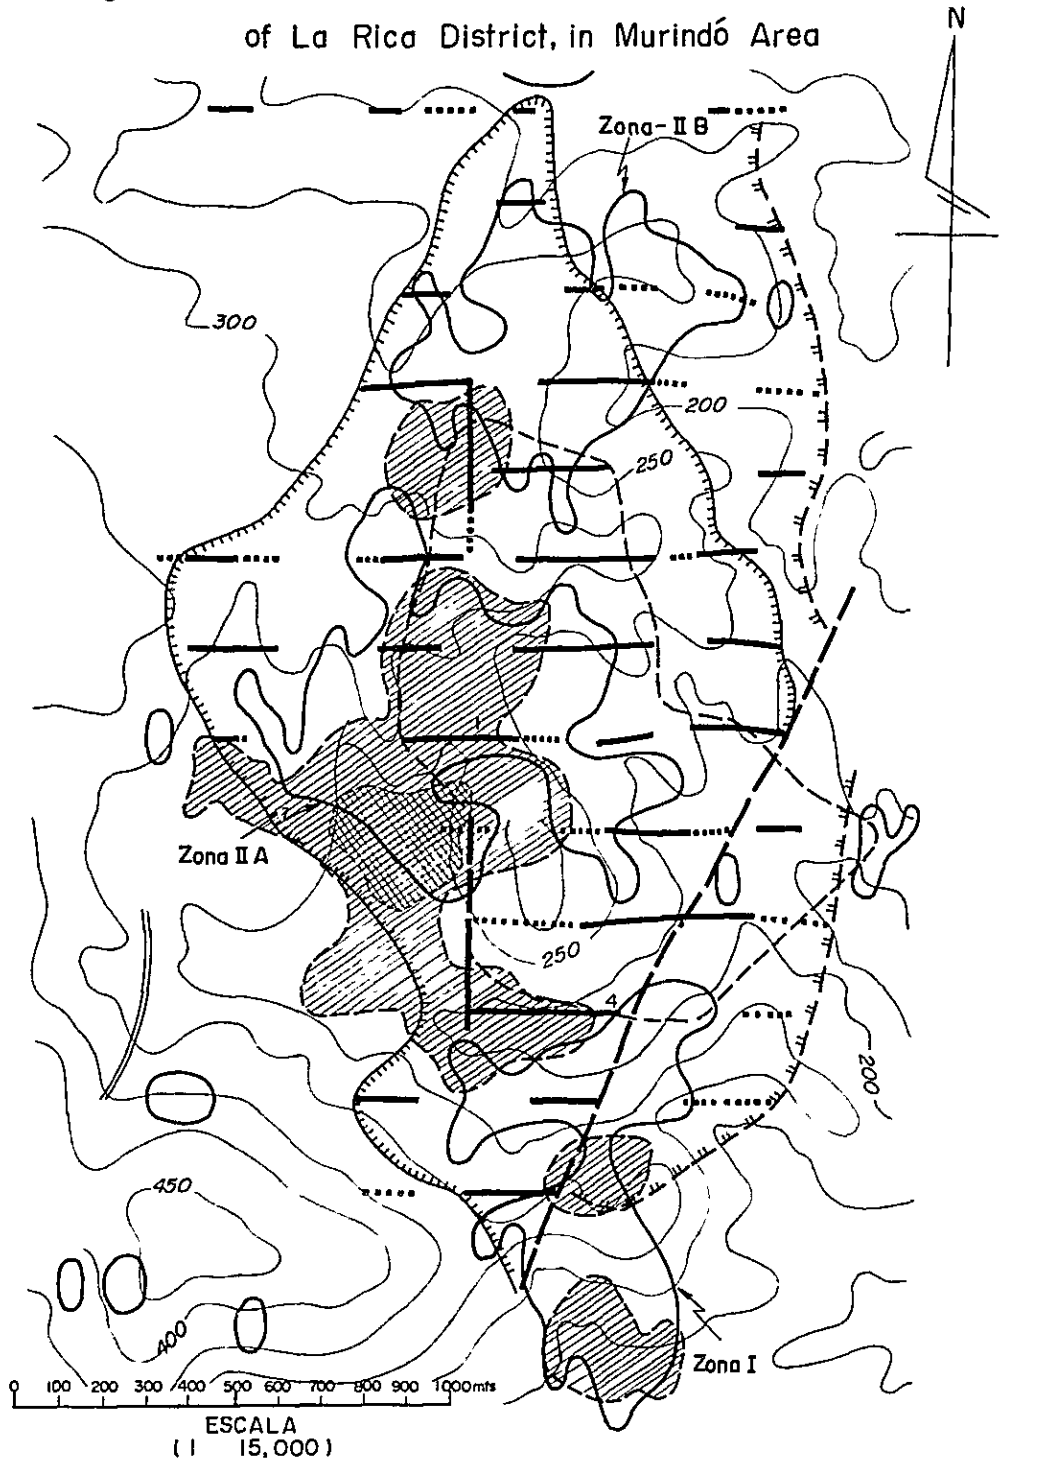 of La Rica District, in Murindó Area
N
Zona-II B
300
200
250
Zona II A
250
4
200
450
400
Zona I
0 100 200 300 400 500 600 700 800 900 1000mts
ESCALA
(1 15,000)